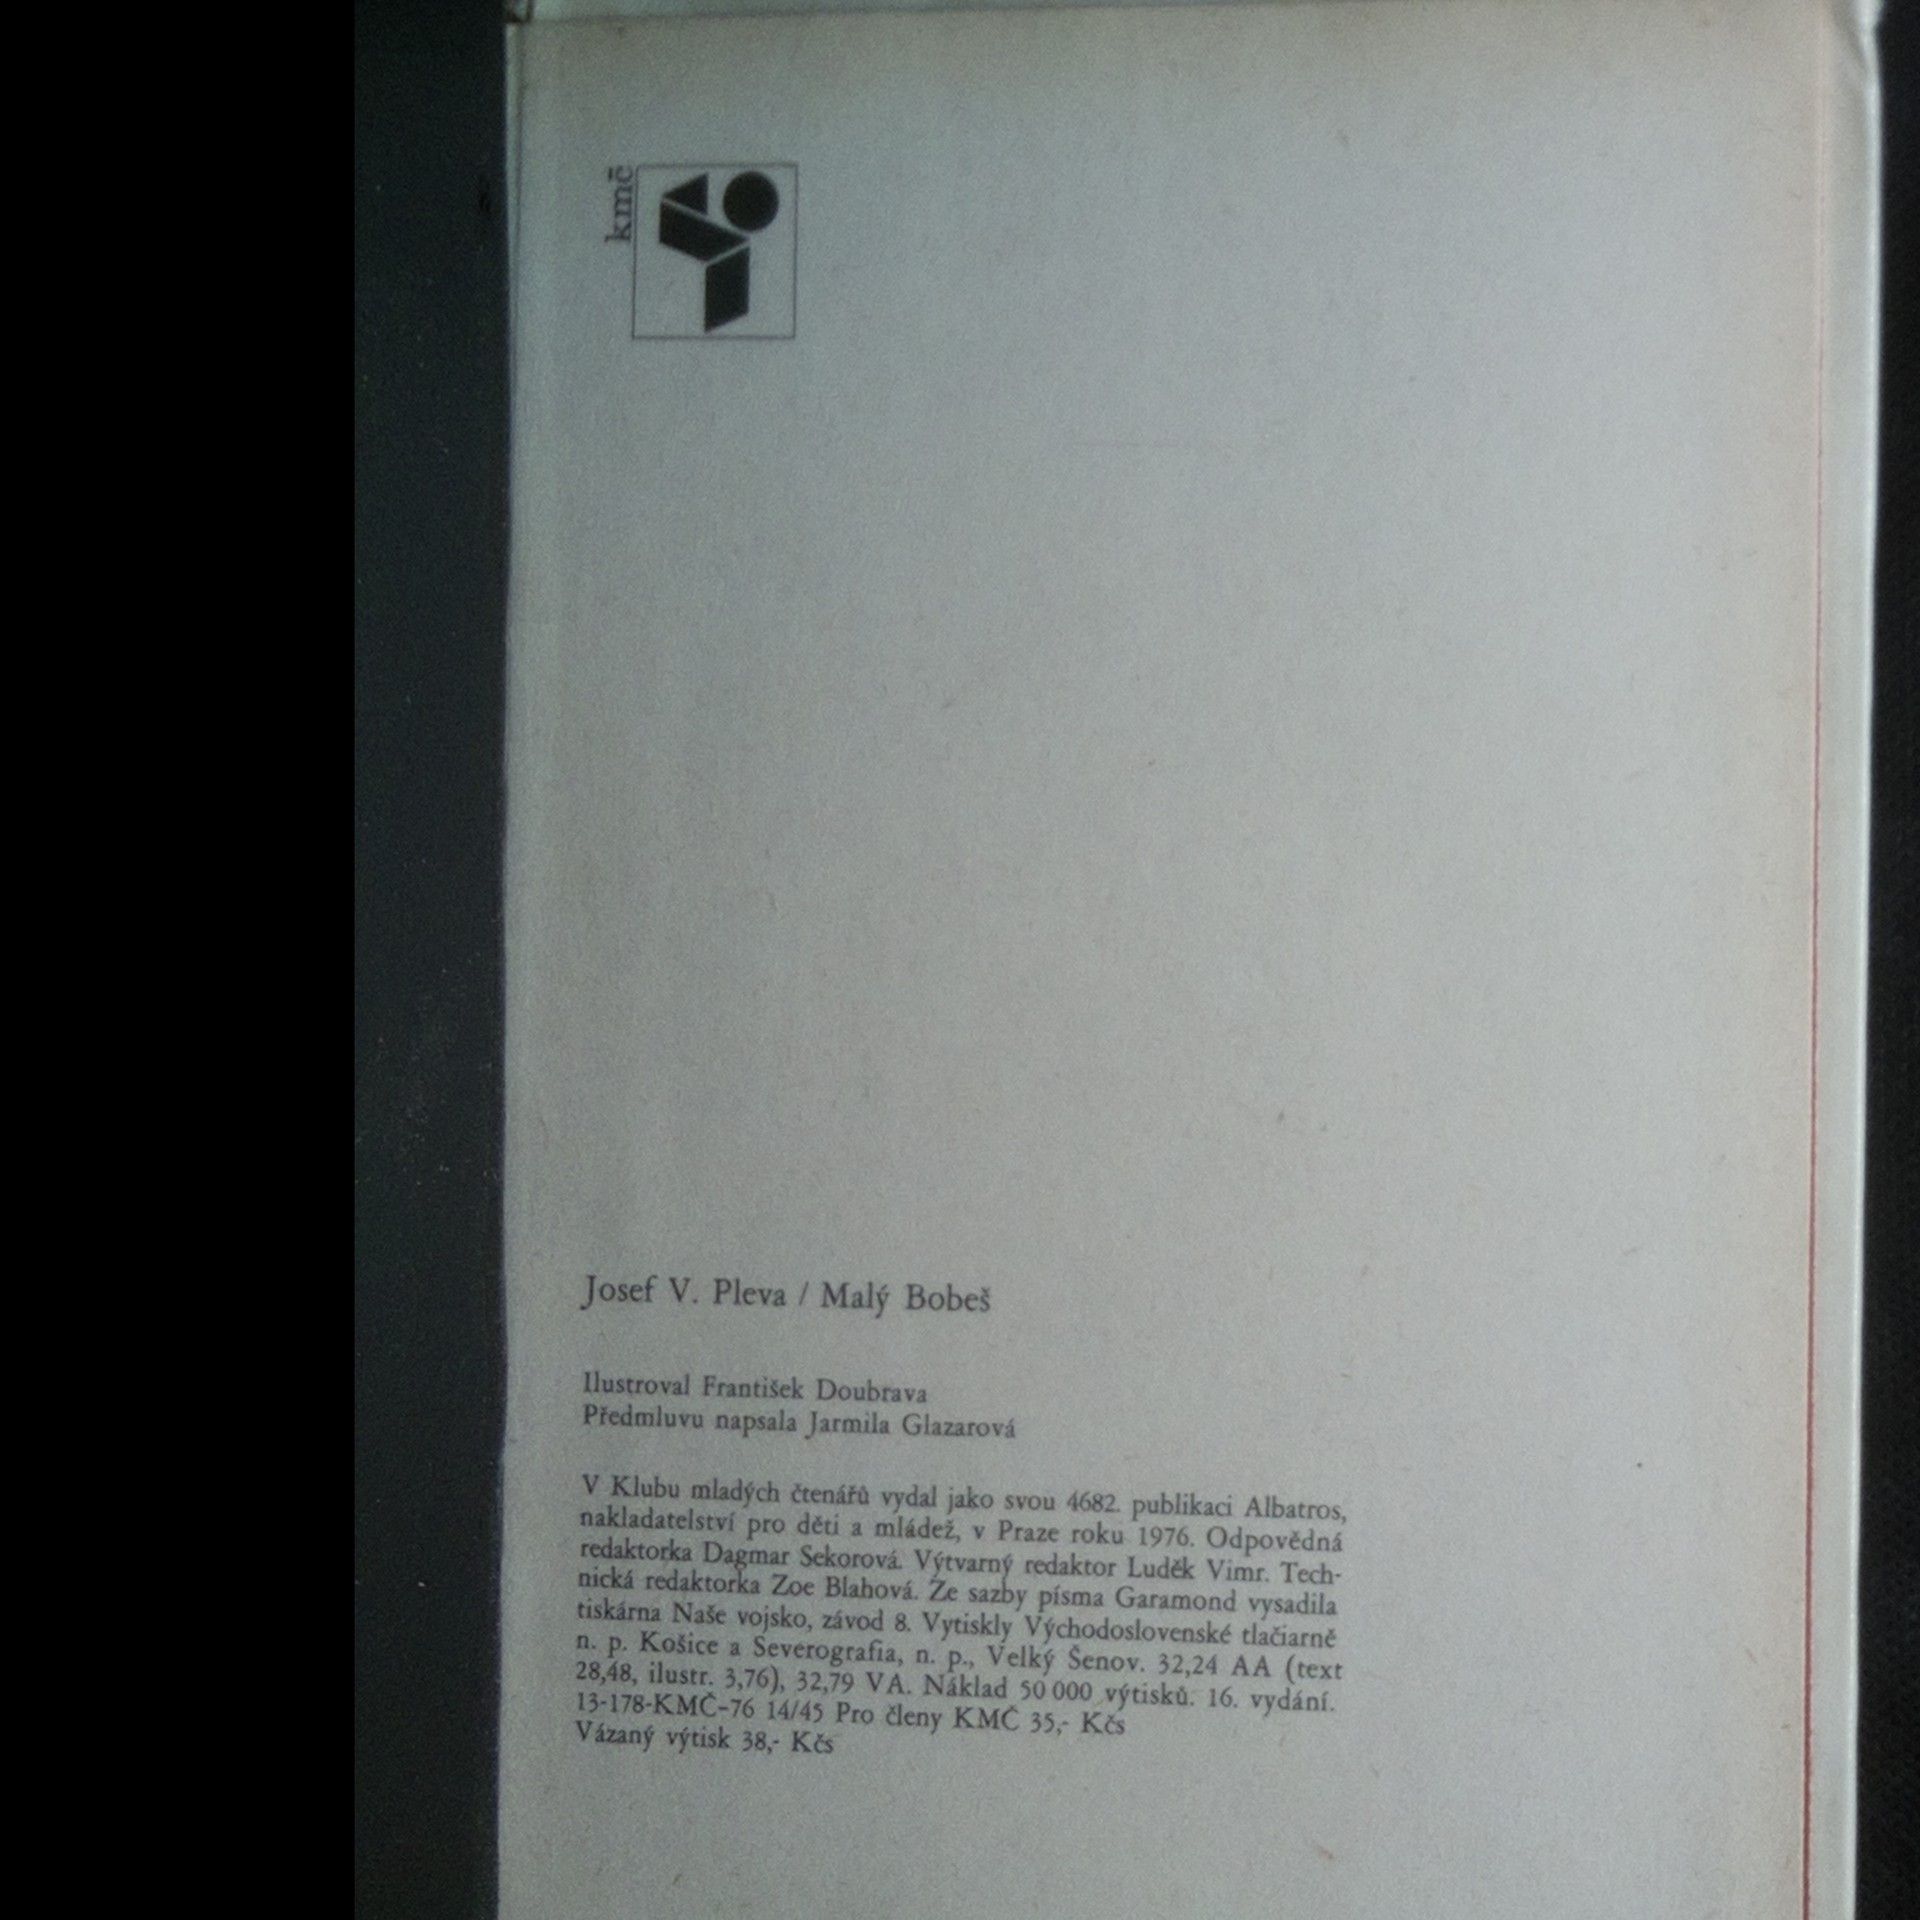 kmč
Josef V. Pleva / Malý Bobeš
Ilustroval František Doubrava
Předmluvu napsala Jarmila Glazarová
V Klubu mladých čtenářů vydal jako svou 4682. publikaci Albatros,
nakladatelství pro děti a mládež, v Praze roku 1976. Odpovědná
redaktorka Dagmar Sekorová. Výtvarný redaktor Luděk Vimr. Tech-
nická redaktorka Zoe Blahová. Ze sazby písma Garamond vysadila
tiskárna Naše vojsko, závod 8. Vytiskly Východoslovenské tlačiarně
n. p. Košice a Severografia, n. p., Velký Šenov. 32,24 AA (text
28,48, ilustr. 3,76), 32,79 VA. Náklad 50 000 výtisků. 16. vydání.
13-178-KMČ-76 14/45 Pro členy KMČ 35,- Kčs
Vázaný výtisk 38,- Kčs